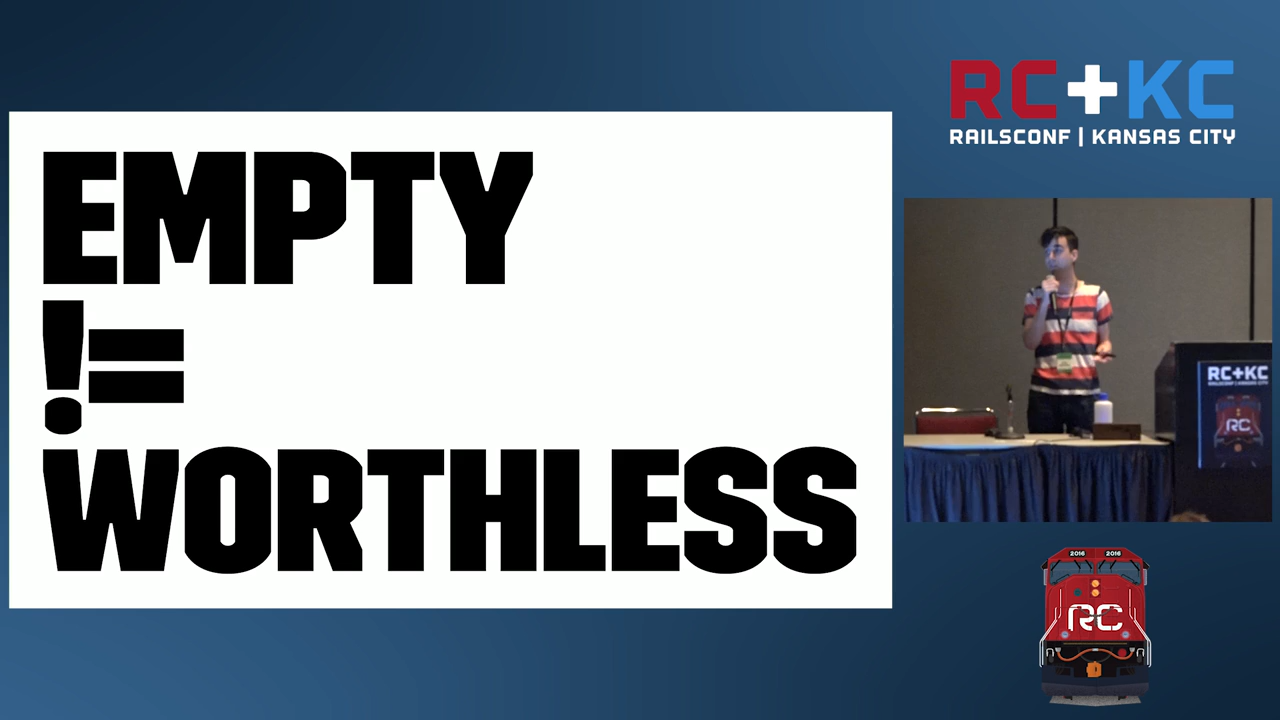 EMPTY
!=
WORTHLESS
RC+KC
RAILSCONF | KANSAS CITY
RC+KC
RAILSCONF | KANSAS CITY
RC
2016 2016
RC